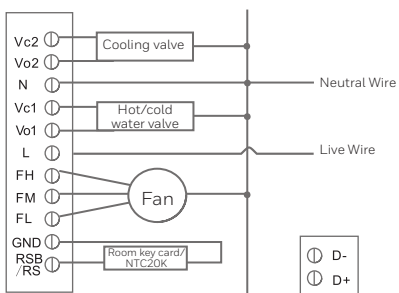 Vc2
Cooling valve
Vo2
N
Neutral Wire
Vc1
Hot/cold
water valve
Vo1
L
Live Wire
FH
FM
Fan
FL
GND
RSB
/RS
Room key card/
NTC20K
D-
D+